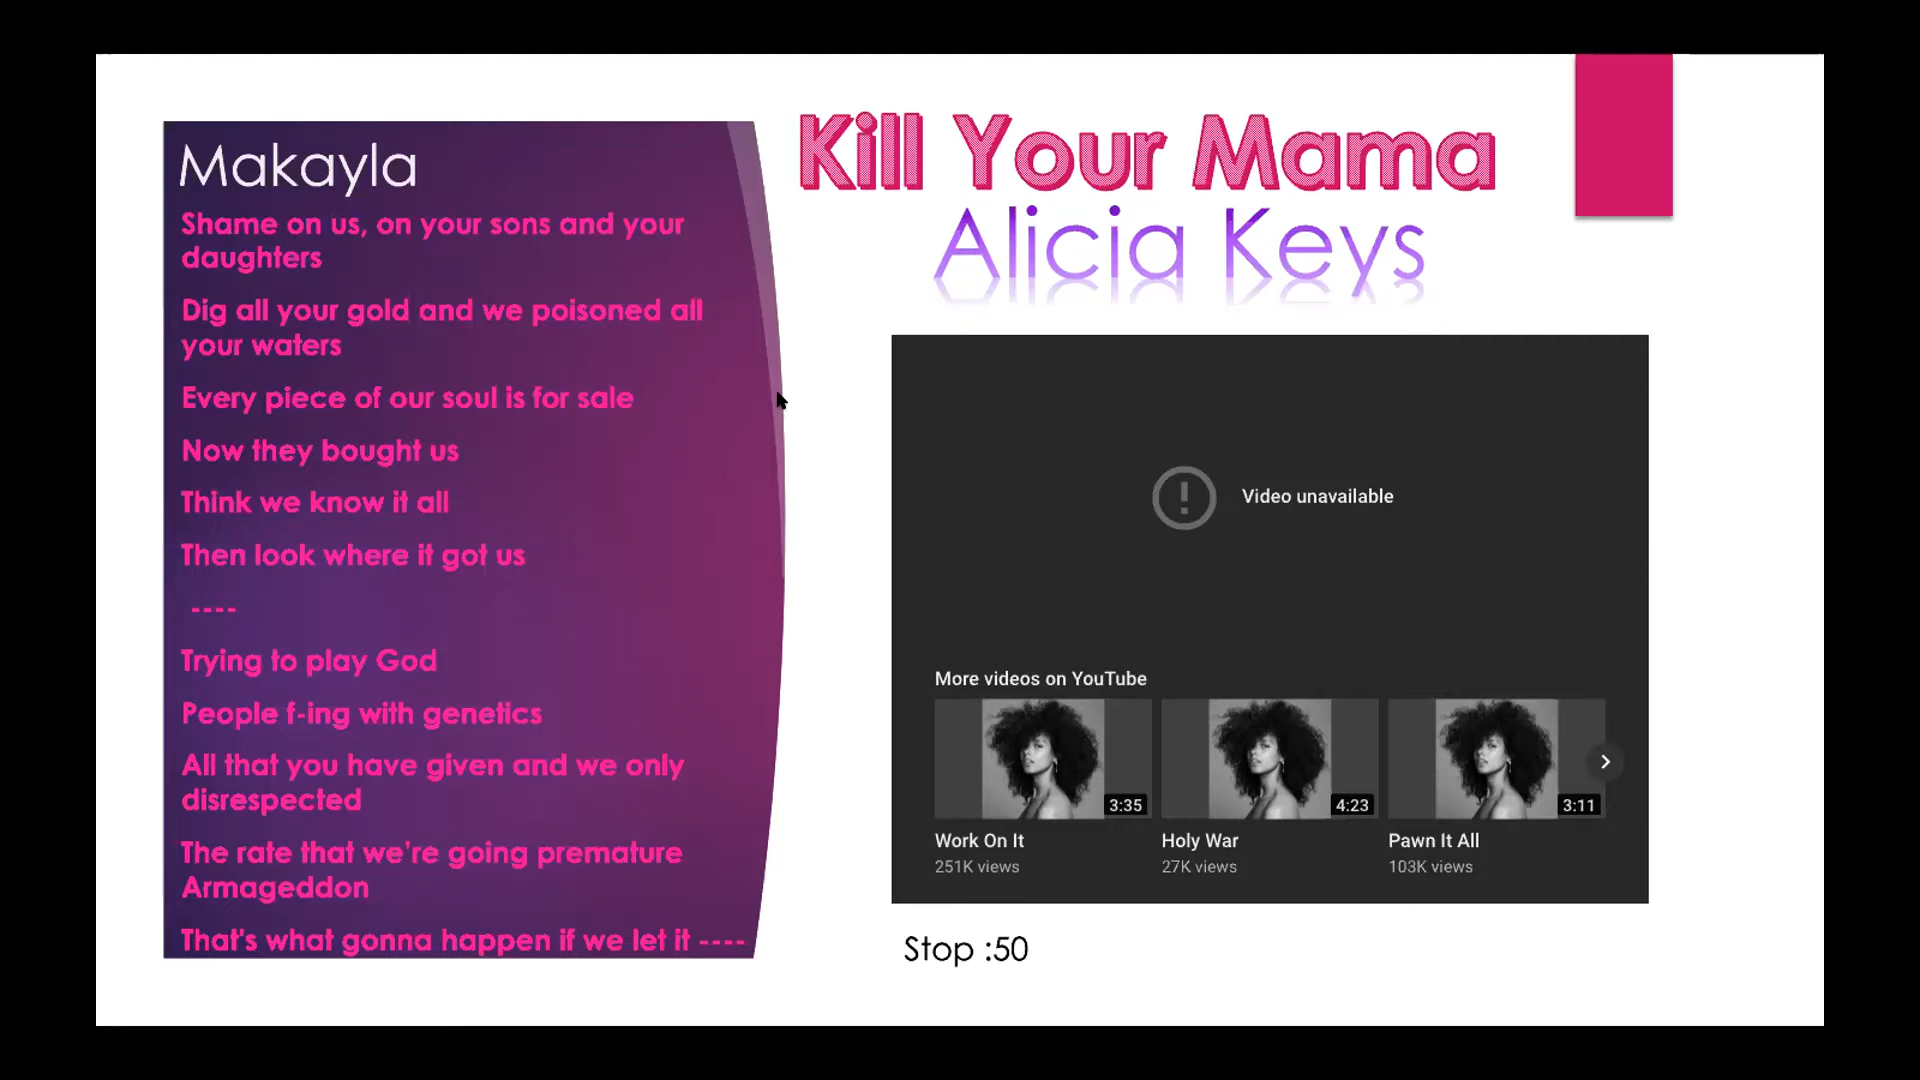 Makayla
Shame on us, on your sons and your
daughters
Dig all your gold and we poisoned all
your waters
Every piece of our soul is for sale
Now they bought us
Think we know it all
Then look where it got us
----
Trying to play God
People f-ing with genetics
All that you have given and we only
disrespected
The rate that we're going premature
Armageddon
That's what gonna happen if we let it ----
Kill Your Mama
Alicia Keys
Video unavailable
More videos on YouTube
3:35
4:23
3:11
Work On It
Holy War
Pawn It All
251K views
27K views
103K views
Stop :50